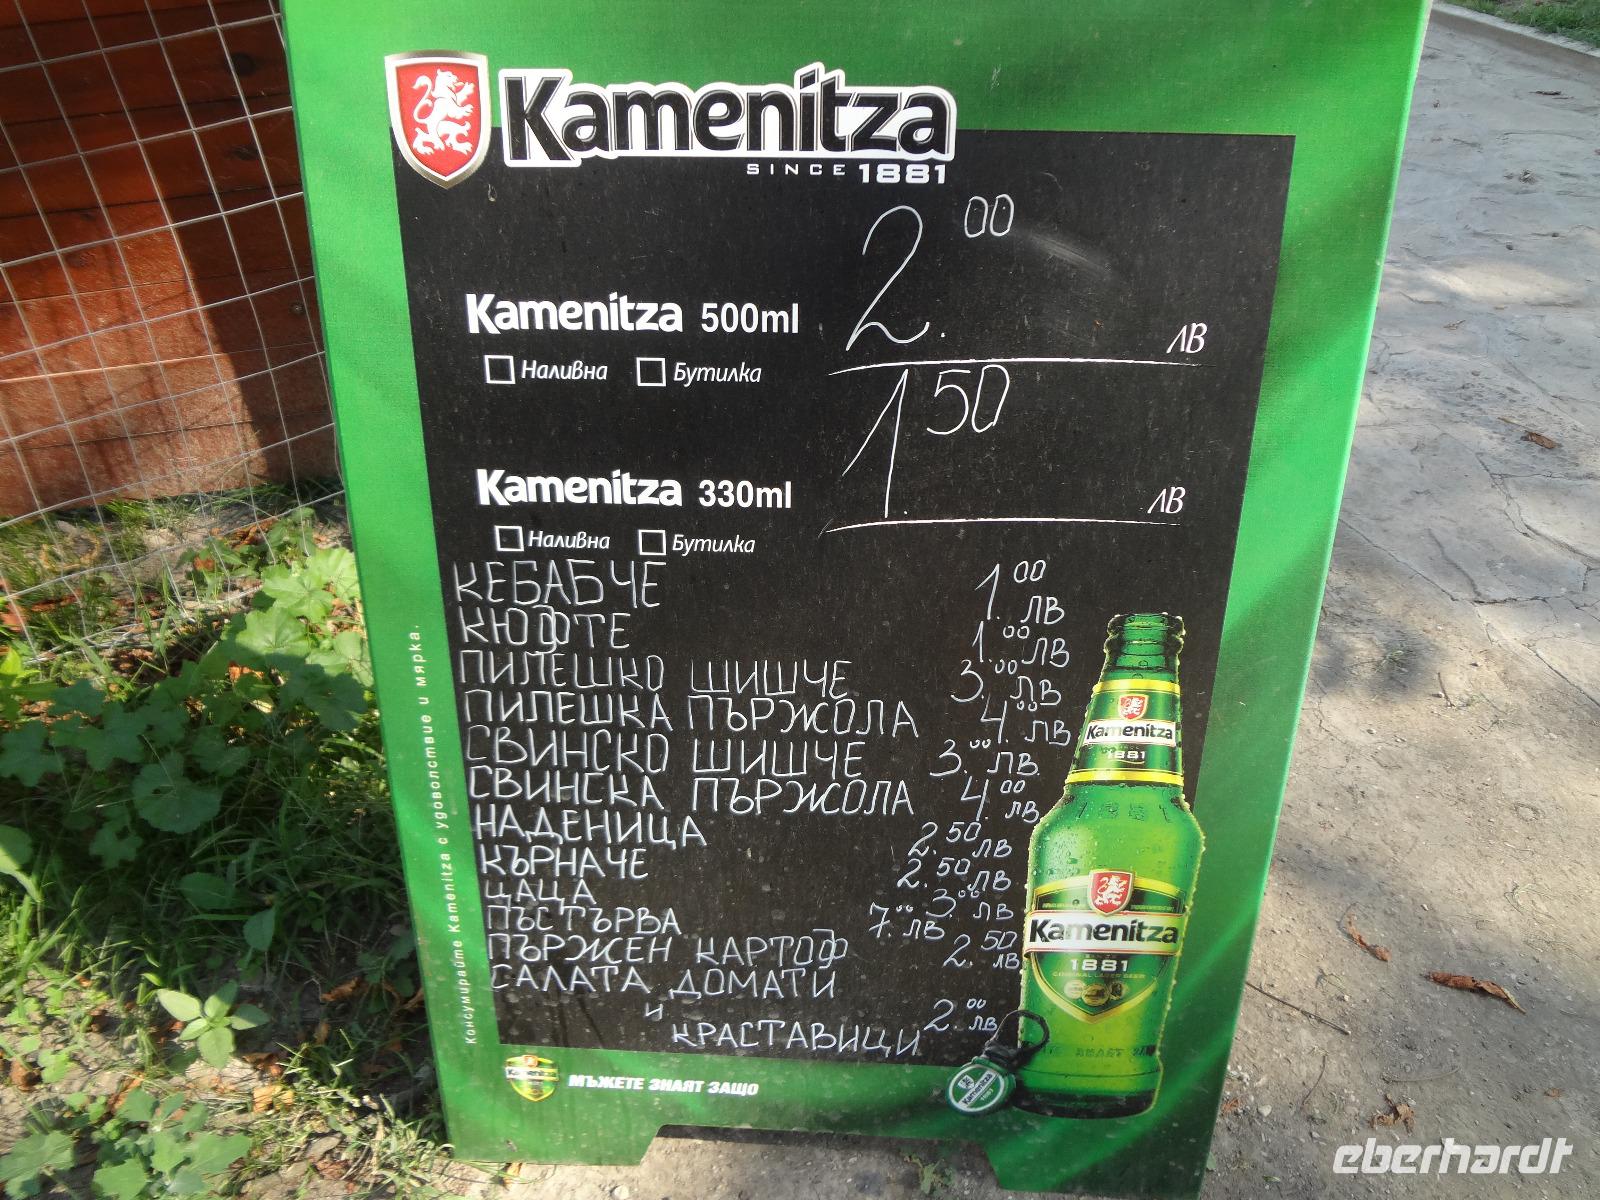 Kamenitza
SINCE 1881
2.00
Kamenitza 500ml
лв
Наливна Бутилка
1.50
Kamenitza 330ml
лв
Наливна Бутилка
КЕБАБЧЕ 1.00 ЛВ
КЮФТЕ 1.00 ЛВ
ПИЛЕШКО ШИШЧЕ 3.00 ЛВ
ПИЛЕШКА ПЪРЖОЛА 4.00 ЛВ
СВИНСКО ШИШЧЕ 3.00 ЛВ.
СВИНСКА ПЪРЖОЛА 4.00 ЛВ
НАДЕНИЦА 2.50 ЛВ
КЪРНАЧЕ 2.50 ЛВ
ЦАЦА 3.00 ЛВ
ПЪСТЪРВА 7.00 ЛВ
ПЪРЖЕН КАРТОФ 2.50 ЛВ
САЛАТА ДОМАТИ
И
КРАСТАВИЦИ 2.00 ЛВ
Консумирайте Kamenitza с удоволствие и мярка.
Kamenitza
1881
Kamenitza
SINCE
1881
Kamenitza
МЪЖЕТЕ ЗНАЯТ ЗАЩО
eberhardt